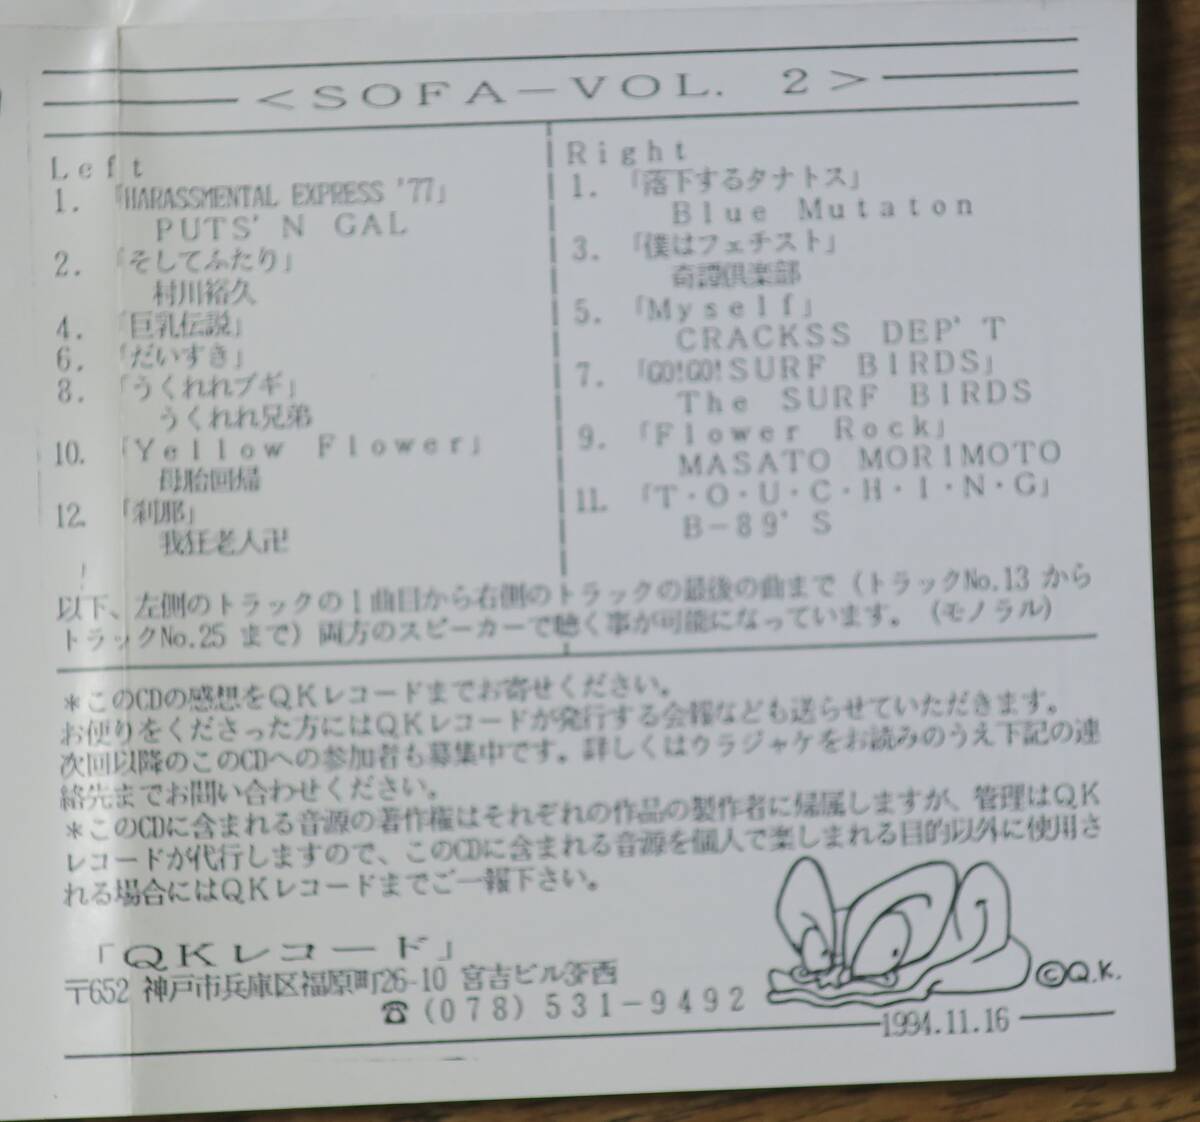 <SOFA－VOL. 2>
Left
1. 「HARASSMENTAL EXPRESS '77」
PUTS'N GAL
2. 「そしてふたり」
村川裕久
4. 「巨乳伝説」
6. 「だいすき」
8. 「うくれれブギ」
うくれれ兄弟
10. 「Yellow Flower」
母胎回帰
12. 「刹那」
我狂老人卍
Right
1. 「落下するタナトス」
Blue Mutaton
3. 「僕はフェチスト」
奇譚倶楽部
5. 「Myself」
CRACKSS DEP'T
7. 「GO!GO!SURF BIRDS」
The SURF BIRDS
9. 「Flower Rock」
MASATO MORIMOTO
11. 「T・O・U・C・H・I・N・G」
B－89'S
以下、左側のトラックの1曲目から右側のトラックの最後の曲まで（トラックNo.13 から
トラックNo.25 まで）両方のスピーカーで聴く事が可能になっています。（モノラル）
＊このCDの感想をQKレコードまでお寄せください。
お便りをくださった方にはQKレコードが発行する会報なども送らせていただきます。
次回以降のこのCDへの参加者も募集中です。詳しくはウラジャケをお読みのうえ下記の連
絡先までお問い合わせください。
＊このCDに含まれる音源の著作権はそれぞれの作品の製作者に帰属しますが、管理はQK
レコードが代行しますので、このCDに含まれる音源を個人で楽しまれる目的以外に使用さ
れる場合にはQKレコードまでご一報下さい。
「QKレコード」
〒652 神戸市兵庫区福原町26-10 宮吉ビル3F西
☎(078)531－9492
©Q.K.
1994.11.16